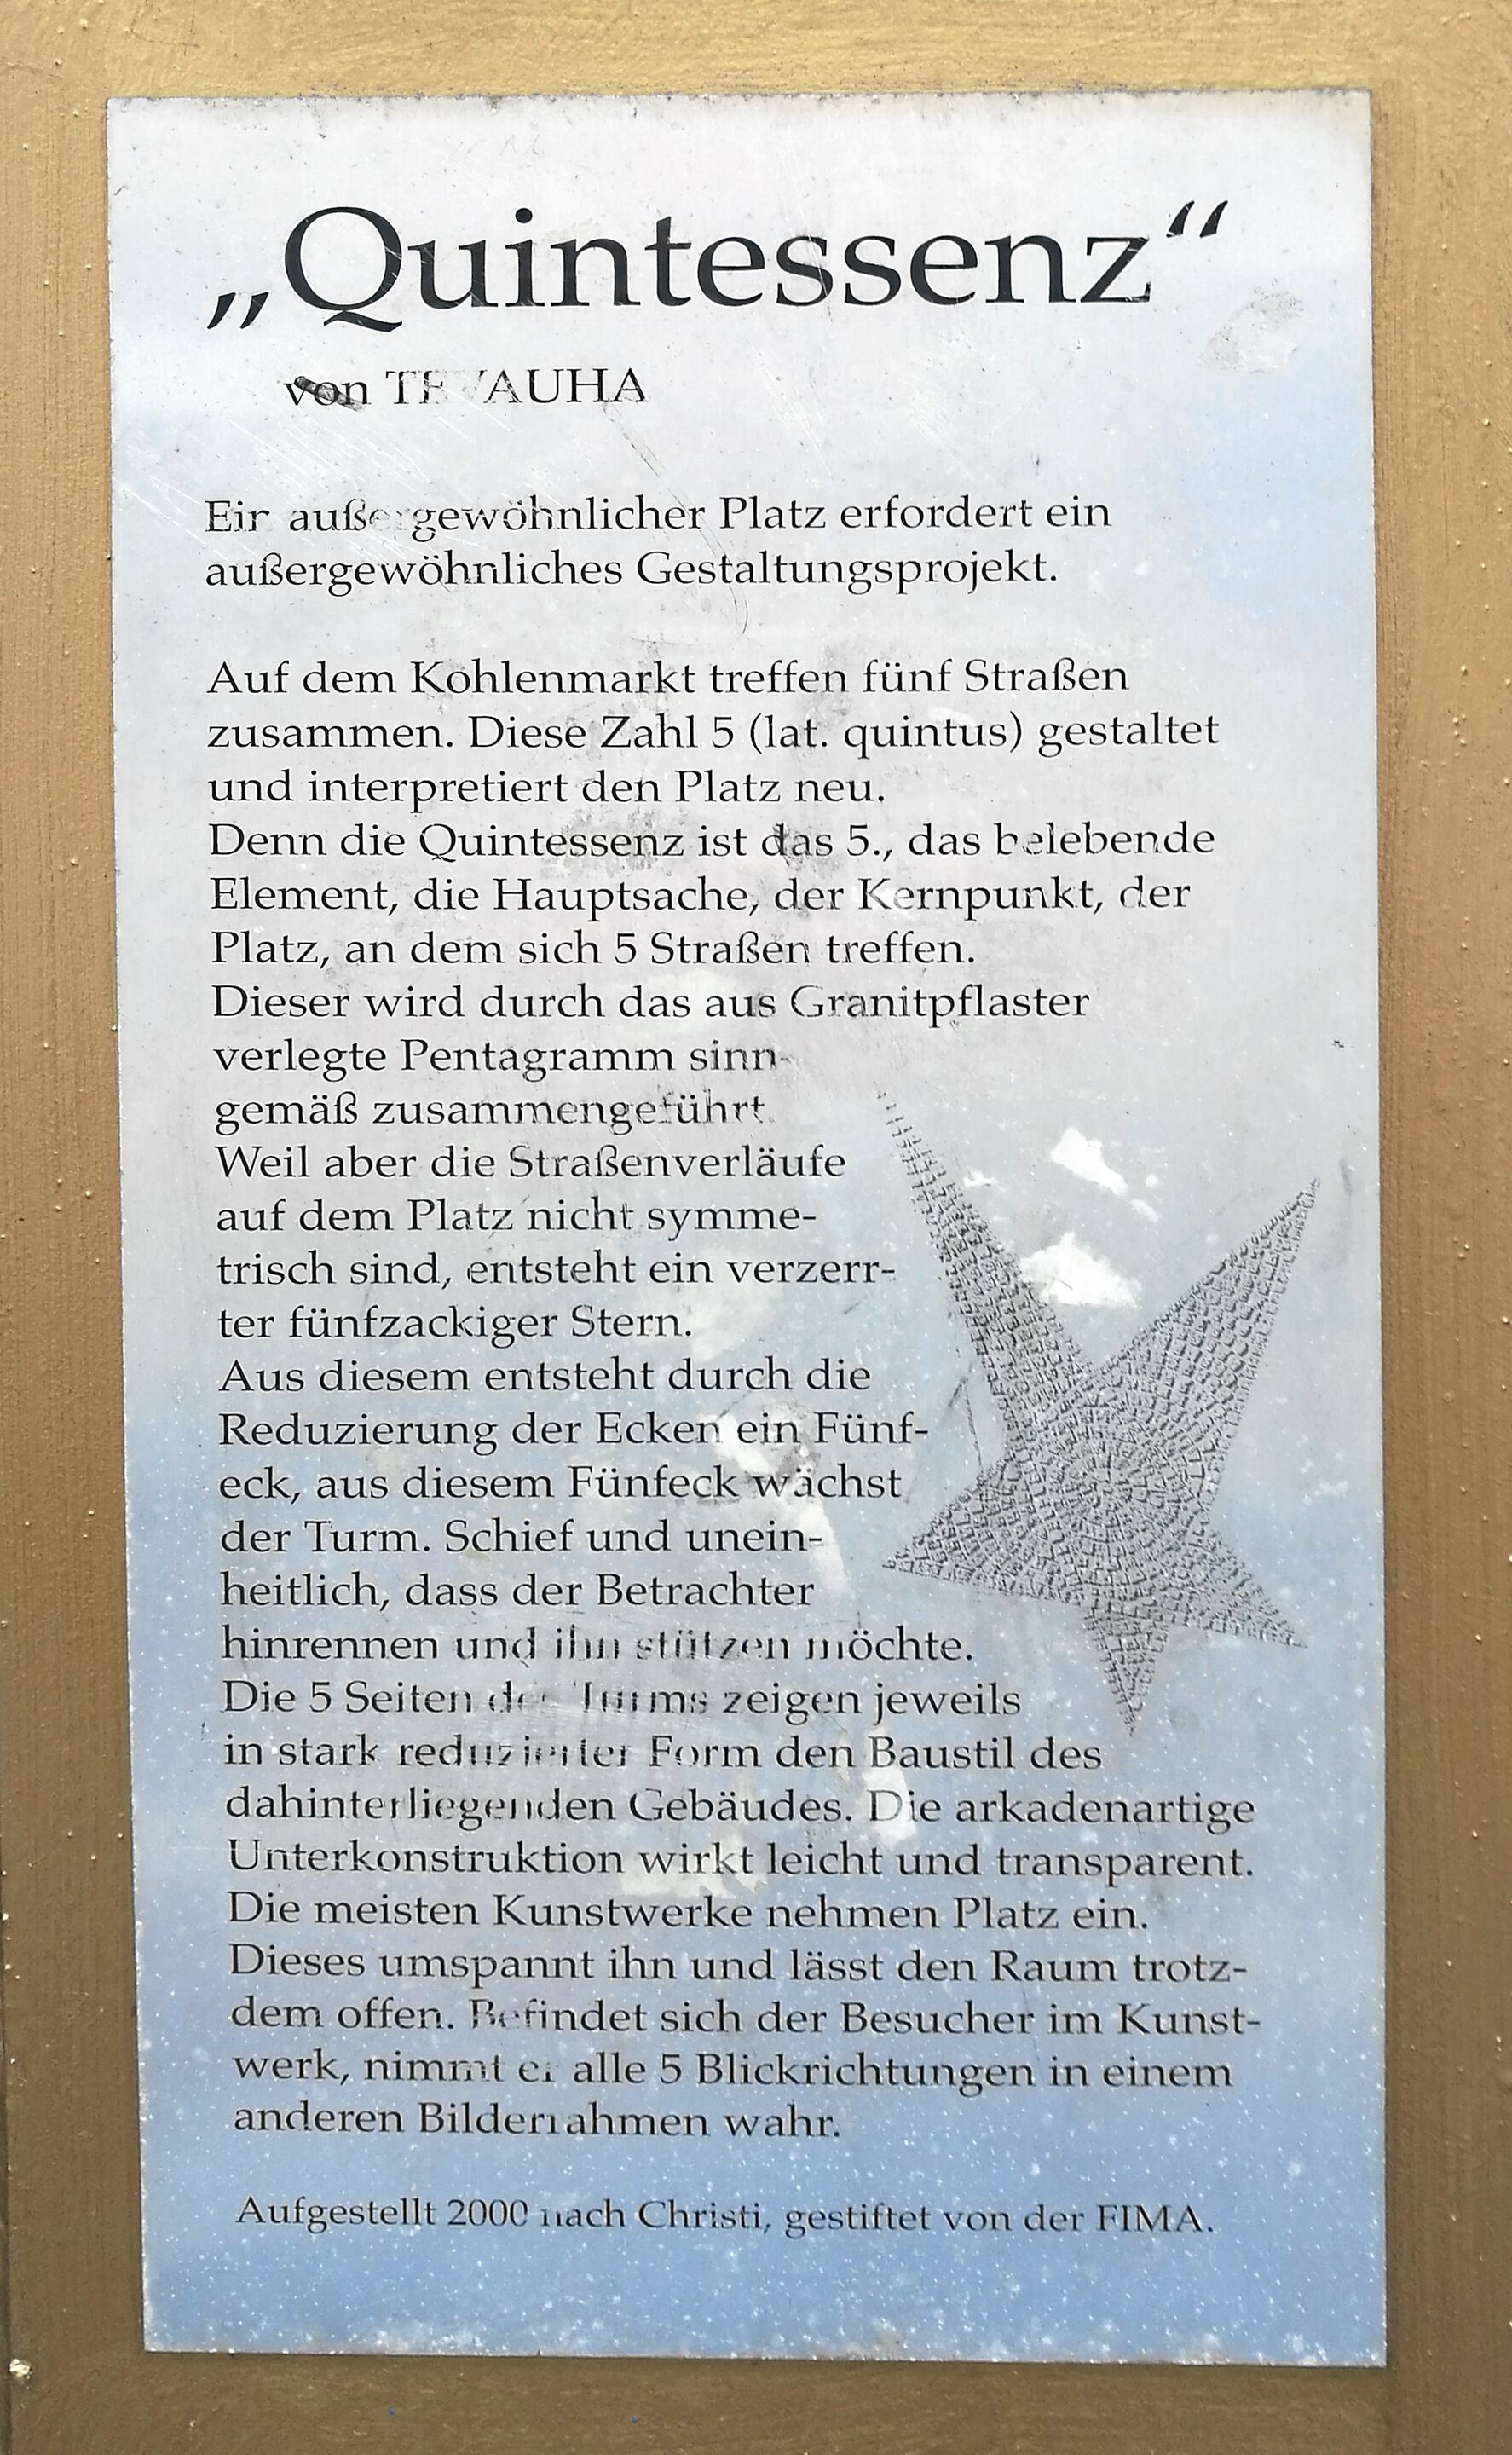 „Quintessenz“
von
Ein außergewöhnlicher Platz erfordert ein
außergewöhnliches Gestaltungsprojekt.
Auf dem Kohlenmarkt treffen fünf Straßen
zusammen. Diese Zahl 5 (lat. quintus) gestaltet
und interpretiert den Platz neu.
Denn die Quintessenz ist das 5., das belebende
Element, die Hauptsache, der Kernpunkt, der
Platz, an dem sich 5 Straßen treffen.
Dieser wird durch das aus Granitpflaster
verlegte Pentagramm sinn-
gemäß zusammengeführt.
Weil aber die Straßenverläufe
auf dem Platz nicht symme-
trisch sind, entsteht ein verzerr-
ter fünfzackiger Stern.
Aus diesem entsteht durch die
Reduzierung der Ecken ein Fünf-
eck, aus diesem Fünfeck wächst
der Turm. Schief und unein-
heitlich, dass der Betrachter
hinrennen und ihn stützen möchte.
Die 5 Seiten des Turms zeigen jeweils
in stark reduzierter Form den Baustil des
dahinterliegenden Gebäudes. Die arkadenartige
Unterkonstruktion wirkt leicht und transparent.
Die meisten Kunstwerke nehmen Platz ein.
Dieses umspannt ihn und lässt den Raum trotz-
dem offen. Befindet sich der Besucher im Kunst-
werk, nimmt er alle 5 Blickrichtungen in einem
anderen Bilderrahmen wahr.
Aufgestellt 2000 nach Christi, gestiftet von der FIMA.